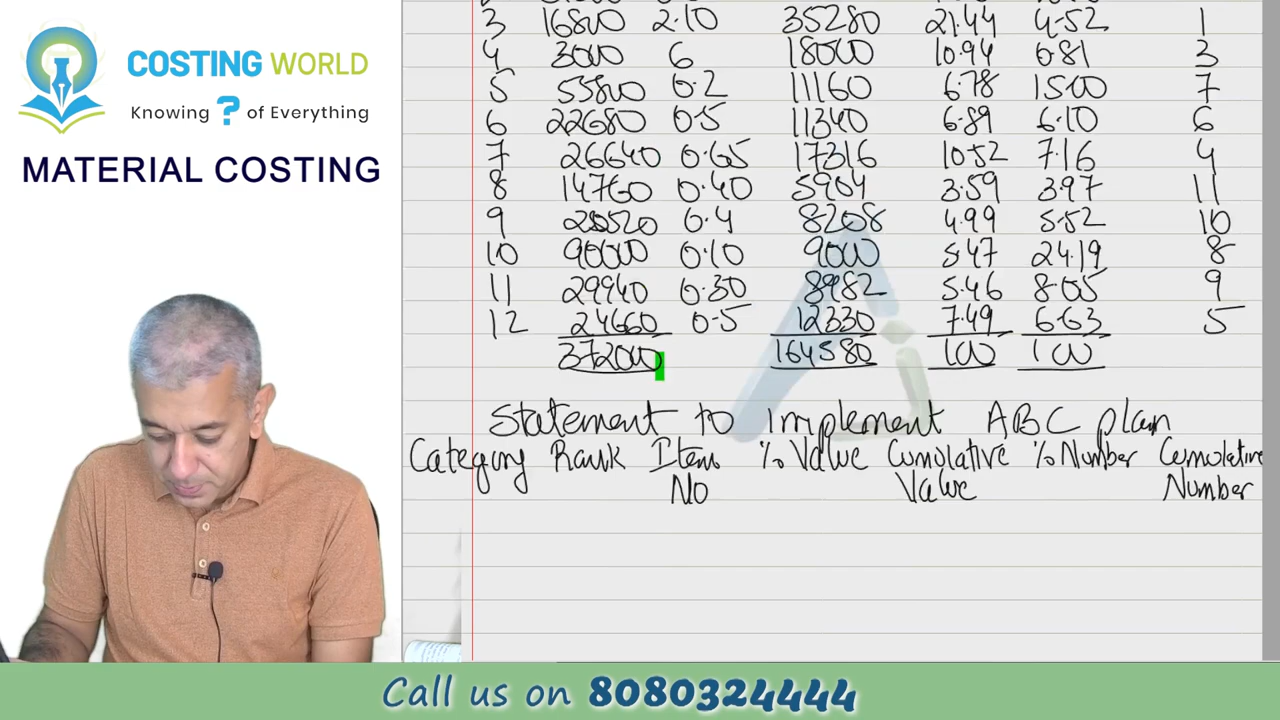 COSTING WORLD
Knowing ? of Everything
MATERIAL COSTING
3 16800 2.10 35280 21.44 4.52 1
4 3000 6 18000 10.94 0.81 3
5 55800 0.2 11160 6.78 15.00 7
6 22680 0.5 11340 6.89 6.10 6
7 26640 0.65 17316 10.52 7.16 4
8 14760 0.40 5904 3.59 3.97 11
9 20520 0.4 8208 4.99 5.52 10
10 90000 0.10 9000 5.47 24.19 8
11 29940 0.30 8982 5.46 8.05 9
12 24660 0.5 12330 7.49 6.63 5
372000 164580 100 100
Statement to implement ABC plan
Category Rank Item % Value Cumulative % Number Cumulative
No Value Number
Call us on 8080324444